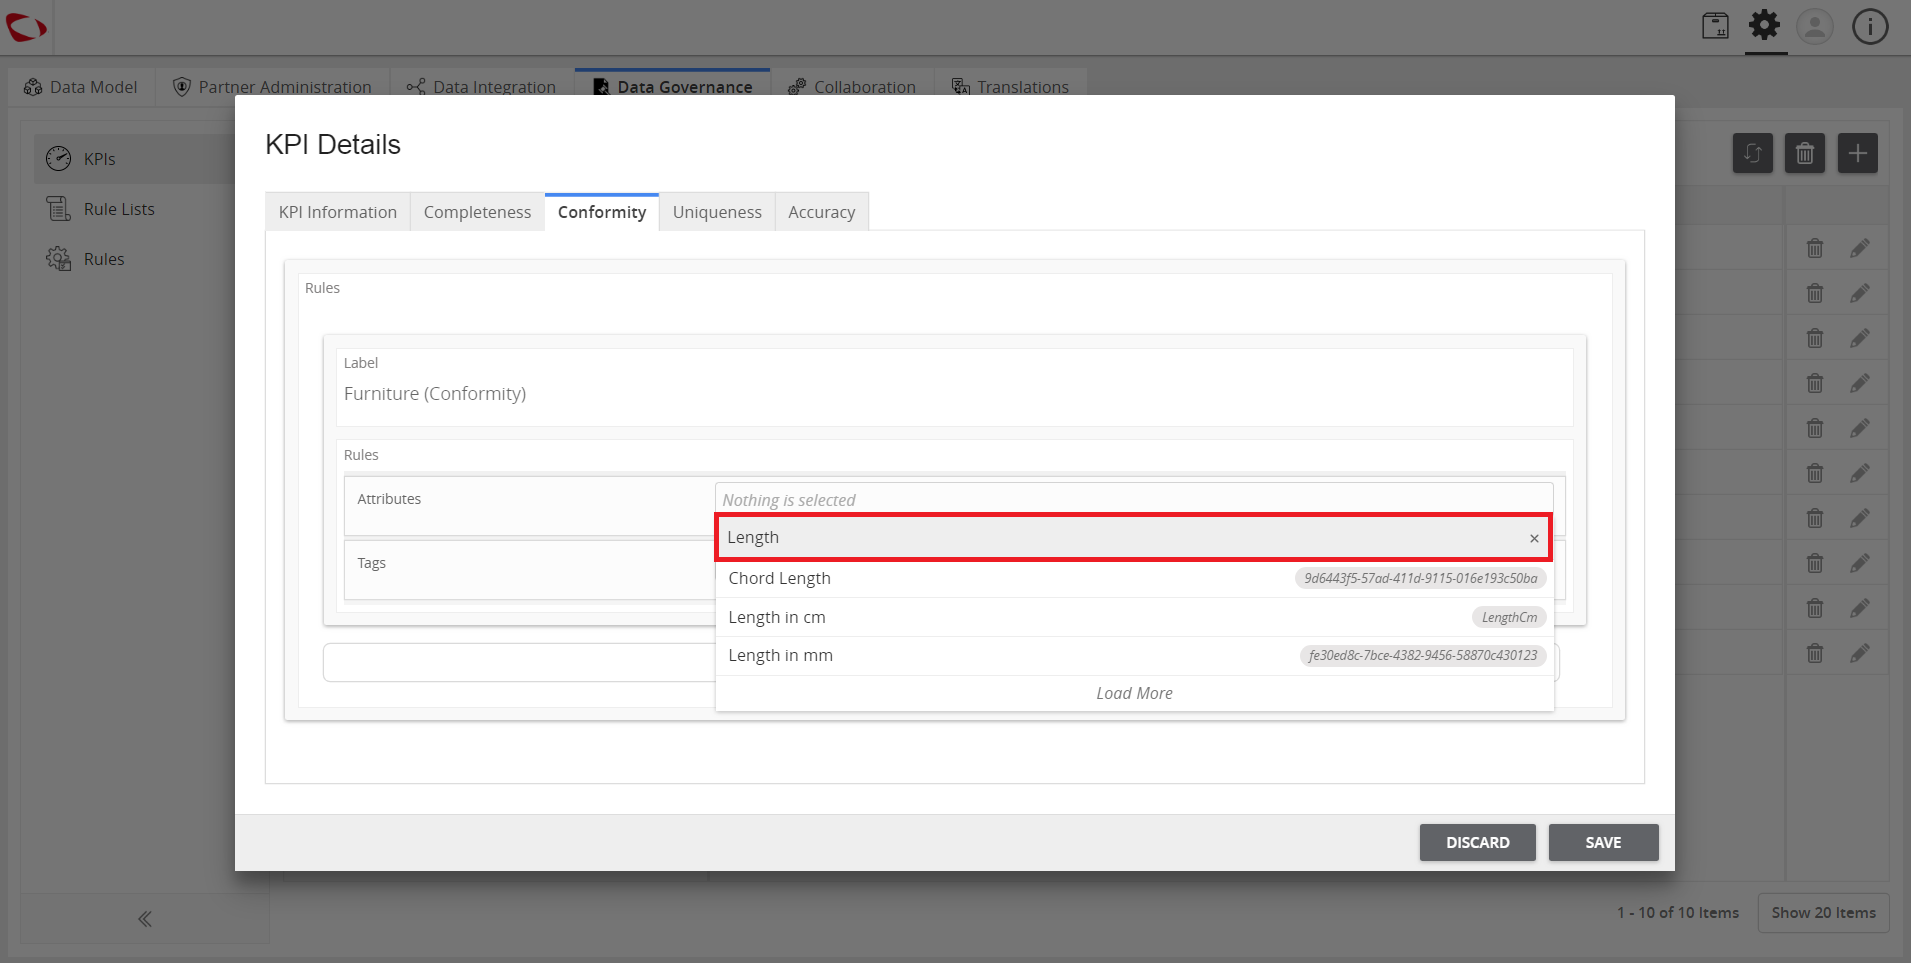 Data Model
Partner Administration
Data Integration
Data Governance
Collaboration
Translations
KPIs
Rule Lists
Rules
KPI Details
KPI Information
Completeness
Conformity
Uniqueness
Accuracy
Rules
Label
Furniture (Conformity)
Rules
Attributes
Nothing is selected
Length
×
Tags
Chord Length 9d6443f5-57ad-411d-9115-016e193c50ba
Length in cm LengthCm
Length in mm fe30ed8c-7bce-4382-9456-58870c430123
Load More
DISCARD
SAVE
1 - 10 of 10 Items
Show 20 Items